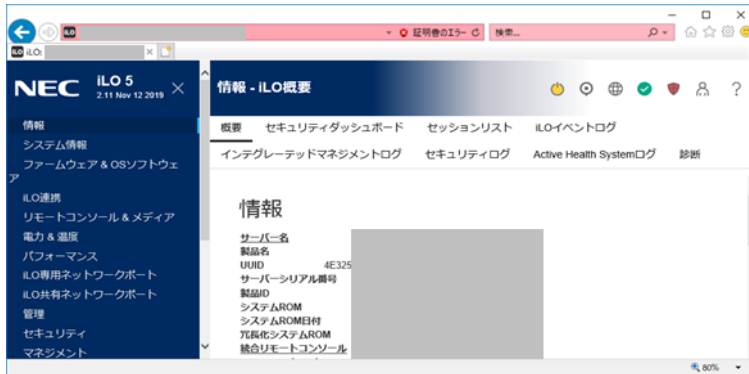 iLO
証明書のエラー
検索...
iLO:
NEC
iLO 5
2.11 Nov 12 2019
情報 - iLO概要
情報
システム情報
ファームウェア & OSソフトウェ
ア
iLO連携
リモートコンソール & メディア
電力 & 温度
パフォーマンス
iLO専用ネットワークポート
iLO共有ネットワークポート
管理
セキュリティ
マネジメント
概要 セキュリティダッシュボード セッションリスト iLOイベントログ
インテグレーテッドマネジメントログ セキュリティログ Active Health Systemログ 診断
情報
サーバー名
製品名
UUID 4E325
サーバーシリアル番号
製品ID
システムROM
システムROM日付
冗長化システムROM
統合リモートコンソール
80%